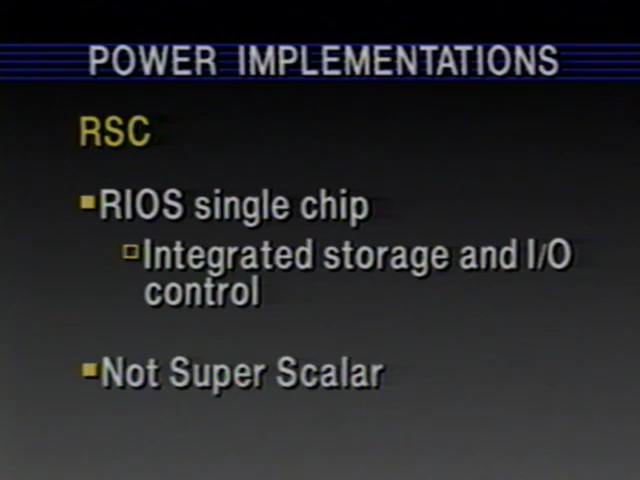 POWER IMPLEMENTATIONS
RSC
RIOS single chip
Integrated storage and I/O
control
Not Super Scalar